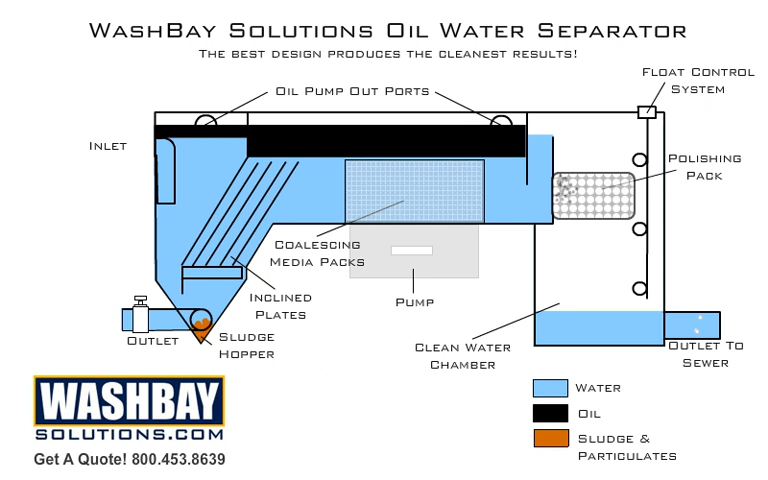 WashBay Solutions Oil Water Separator
The best design produces the cleanest results!
Float Control
System
Oil Pump Out Ports
Inlet
Polishing
Pack
Coalescing
Media Packs
Inclined
Plates
Pump
Outlet
Sludge
Hopper
Clean Water
Chamber
Outlet To
Sewer
Water
Oil
Sludge &
Particulates
WASHBAY
SOLUTIONS.COM
Get A Quote! 800.453.8639